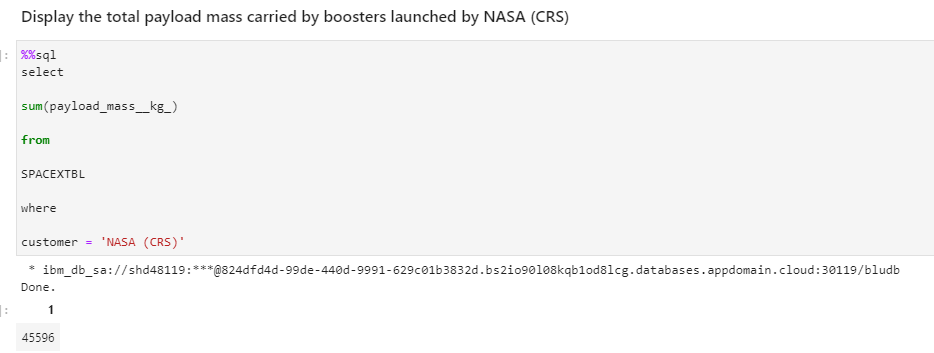 Display the total payload mass carried by boosters launched by NASA (CRS)
]: %%sql
select
sum(payload_mass__kg_)
from
SPACEXTBL
where
customer = 'NASA (CRS)'
* ibm_db_sa://shd48119:***@824dfd4d-99de-440d-9991-629c01b3832d.bs2io90l08kqb1od8lcg.databases.appdomain.cloud:30119/bludb
Done.
]: 1
45596